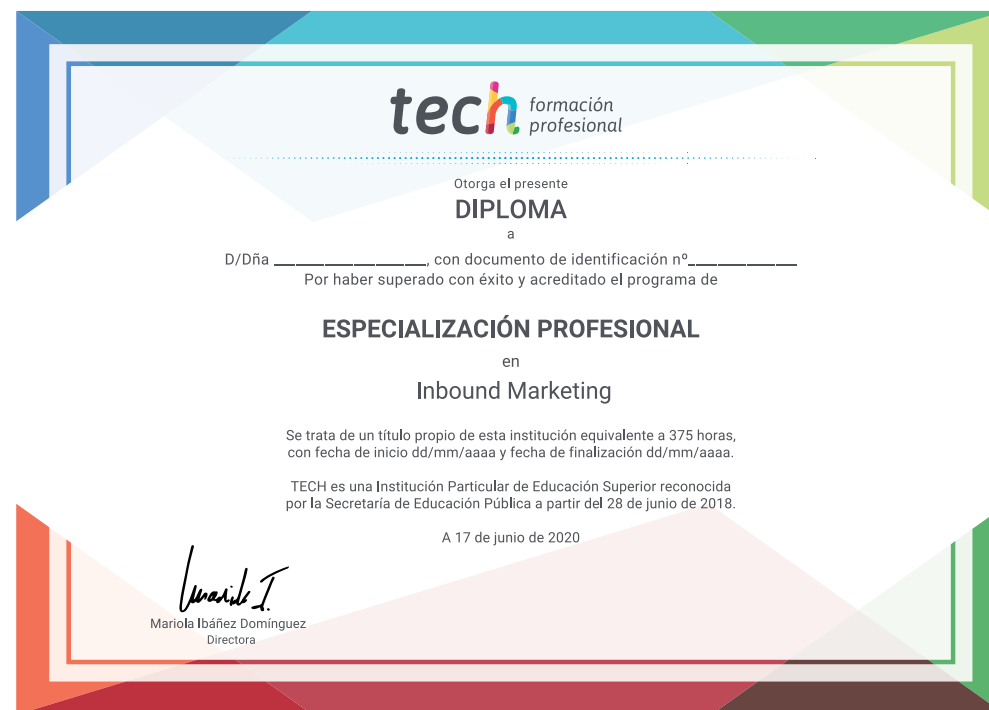 tech formación
profesional
Otorga el presente
DIPLOMA
a
D/Dña __________________, con documento de identificación nº_____________
Por haber superado con éxito y acreditado el programa de
ESPECIALIZACIÓN PROFESIONAL
en
Inbound Marketing
Se trata de un título propio de esta institución equivalente a 375 horas,
con fecha de inicio dd/mm/aaaa y fecha de finalización dd/mm/aaaa.
TECH es una Institución Particular de Educación Superior reconocida
por la Secretaría de Educación Pública a partir del 28 de junio de 2018.
A 17 de junio de 2020
Mariola Ibáñez Domínguez
Directora